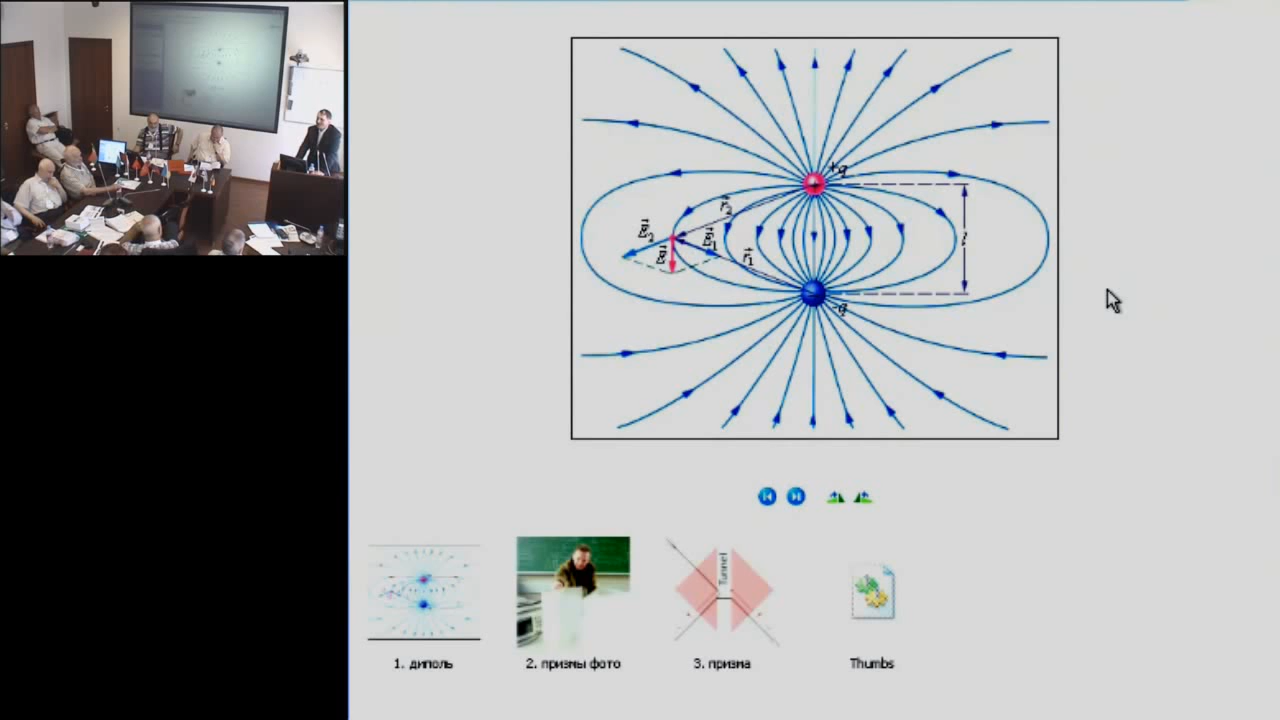 +q
r₂
E₂
E₁
E
r₁
l
-q
Tunnel
1. диполь
2. призмы фото
3. призма
Thumbs